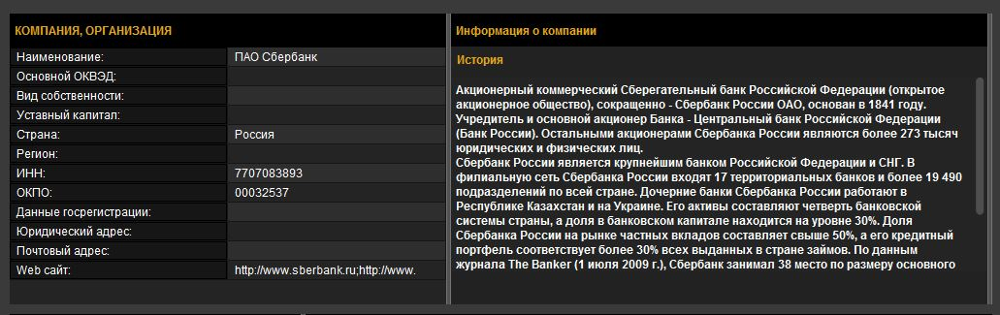 КОМПАНИЯ, ОРГАНИЗАЦИЯ
Наименование: ПАО Сбербанк
Основной ОКВЭД:
Вид собственности:
Уставный капитал:
Страна: Россия
Регион:
ИНН: 7707083893
ОКПО: 00032537
Данные госрегистрации:
Юридический адрес:
Почтовый адрес:
Web сайт: http://www.sberbank.ru;http://www.
Информация о компании
История
Акционерный коммерческий Сберегательный банк Российской Федерации (открытое
акционерное общество), сокращенно - Сбербанк России ОАО, основан в 1841 году.
Учредитель и основной акционер Банка - Центральный банк Российской Федерации
(Банк России). Остальными акционерами Сбербанка России являются более 273 тысяч
юридических и физических лиц.
Сбербанк России является крупнейшим банком Российской Федерации и СНГ. В
филиальную сеть Сбербанка России входят 17 территориальных банков и более 19 490
подразделений по всей стране. Дочерние банки Сбербанка России работают в
Республике Казахстан и на Украине. Его активы составляют четверть банковской
системы страны, а доля в банковском капитале находится на уровне 30%. Доля
Сбербанка России на рынке частных вкладов составляет свыше 50%, а его кредитный
портфель соответствует более 30% всех выданных в стране займов. По данным
журнала The Banker (1 июля 2009 г.), Сбербанк занимал 38 место по размеру основного